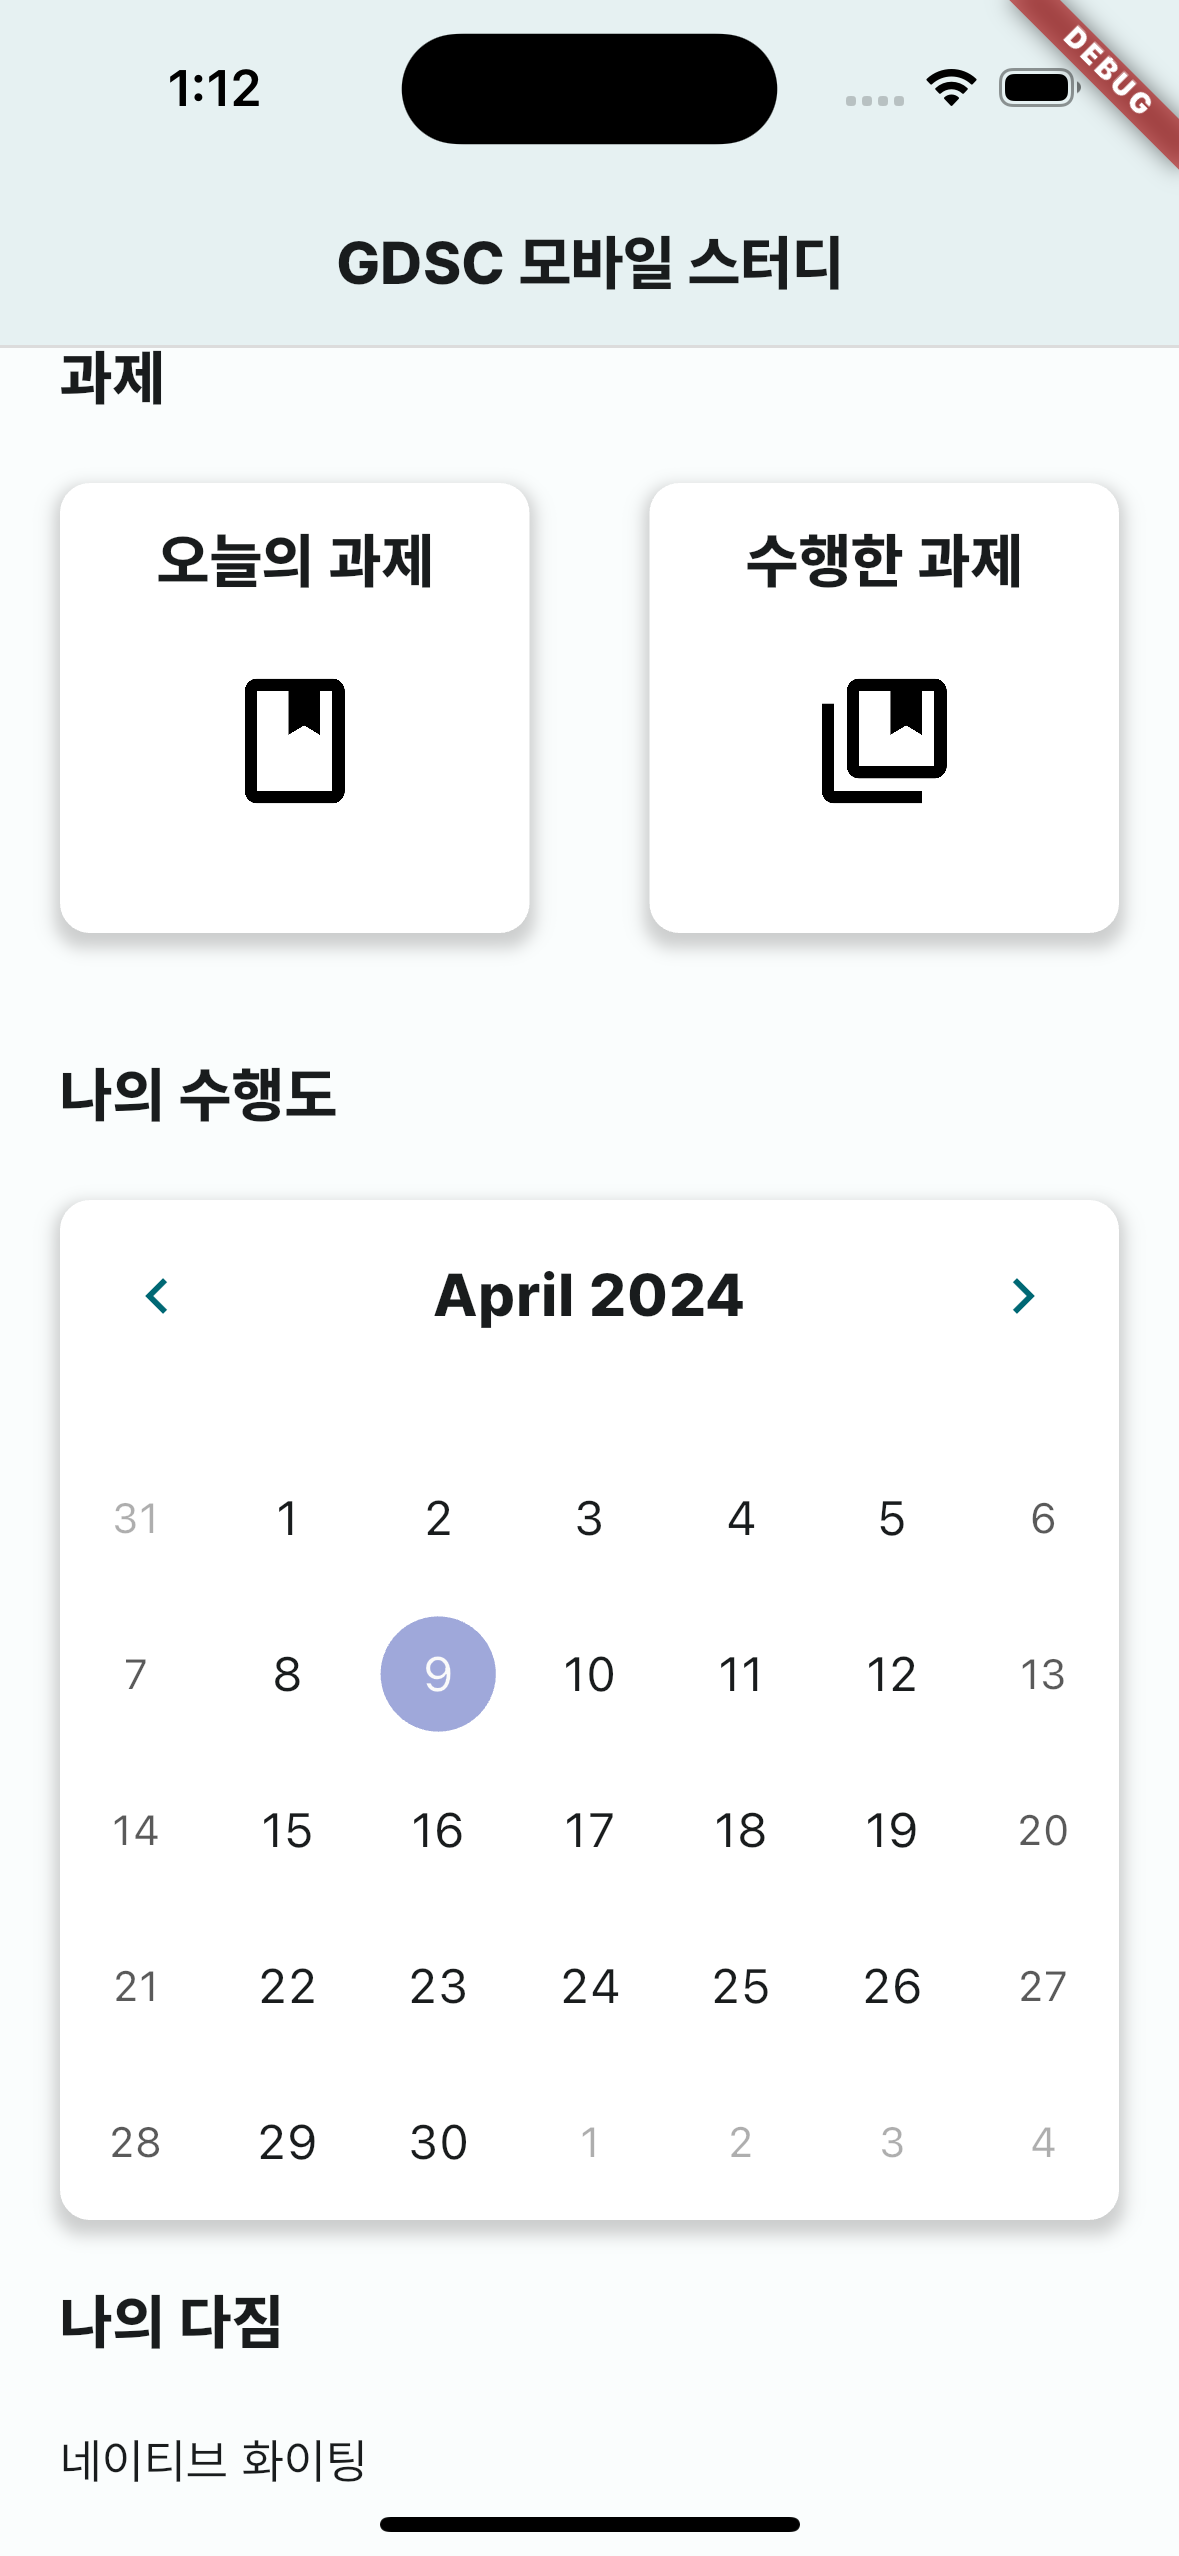 1:12
DEBUG
GDSC 모바일 스터디
과제
오늘의 과제 수행한 과제
나의 수행도
April 2024
31 1 2 3 4 5 6
7 8 9 10 11 12 13
14 15 16 17 18 19 20
21 22 23 24 25 26 27
28 29 30 1 2 3 4
나의 다짐
네이티브 화이팅